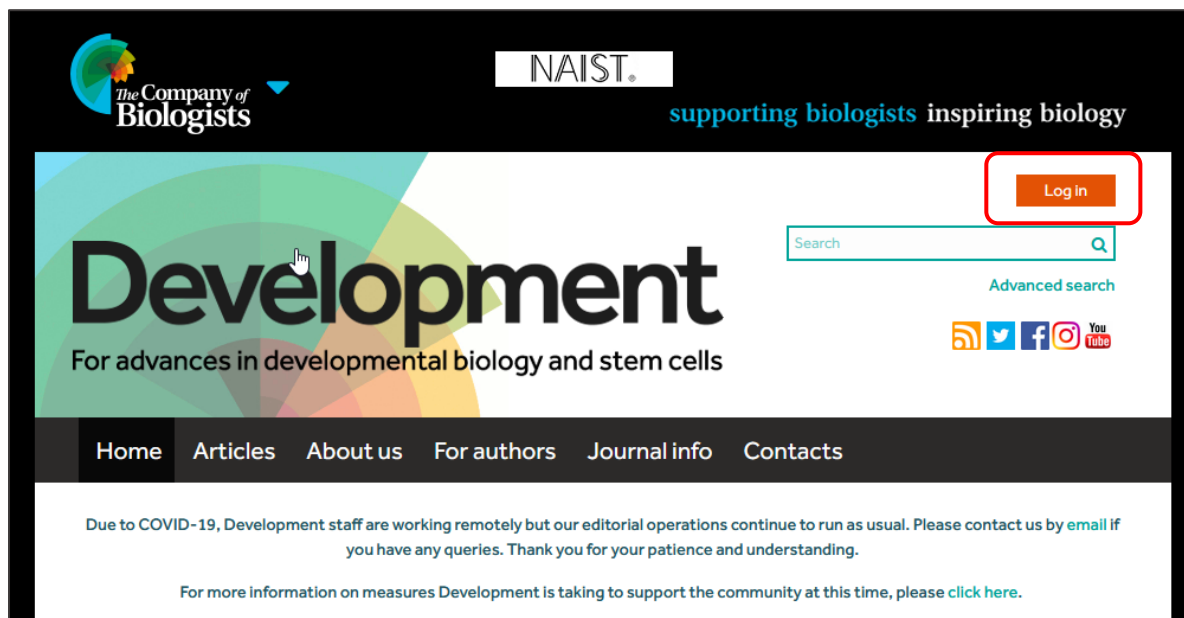 The Company of
Biologists
NAIST®
supporting biologists inspiring biology
Log in
Search
Advanced search
Development
For advances in developmental biology and stem cells
You
Tube
Home Articles About us For authors Journal info Contacts
Due to COVID-19, Development staff are working remotely but our editorial operations continue to run as usual. Please contact us by email if
you have any queries. Thank you for your patience and understanding.
For more information on measures Development is taking to support the community at this time, please click here.